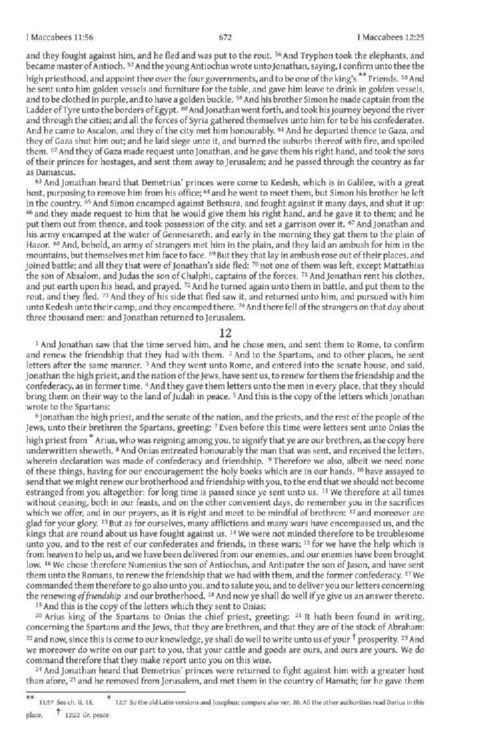 I Maccabees 11:56 672 I Maccabees 12:25
and they fought against him, and he fled and was put to the rout. 56 And Tryphon took the elephants, and
became master of Antioch. 57 And the young Antiochus wrote unto Jonathan, saying, I confirm unto thee the
high priesthood, and appoint thee over the four governments, and to be one of the king's ** Friends. 58 And
he sent unto him golden vessels and furniture for the table, and gave him leave to drink in golden vessels,
and to be clothed in purple, and to have a golden buckle. 59 And his brother Simon he made captain from the
Ladder of Tyre unto the borders of Egypt. 60 And Jonathan went forth, and took his journey beyond the river
and through the cities; and all the forces of Syria gathered themselves unto him for to be his confederates.
And he came to Ascalon, and they of the city met him honourably. 61 And he departed thence to Gaza, and
they of Gaza shut him out; and he laid siege unto it, and burned the suburbs thereof with fire, and spoiled
them. 62 And they of Gaza made request unto Jonathan, and he gave them his right hand, and took the sons
of their princes for hostages, and sent them away to Jerusalem; and he passed through the country as far
as Damascus.
63 And Jonathan heard that Demetrius' princes were come to Kedesh, which is in Galilee, with a great
host, purposing to remove him from his office; 64 and he went to meet them, but Simon his brother he left
in the country. 65 And Simon encamped against Bethsura, and fought against it many days, and shut it up:
66 and they made request to him that he would give them his right hand, and he gave it to them; and he
put them out from thence, and took possession of the city, and set a garrison over it. 67 And Jonathan and
his army encamped at the water of Gennesareth, and early in the morning they gat them to the plain of
Hazor. 68 And, behold, an army of strangers met him in the plain, and they laid an ambush for him in the
mountains, but themselves met him face to face. 69 But they that lay in ambush rose out of their places, and
joined battle; and all they that were of Jonathan's side fled: 70 not one of them was left, except Mattathias
the son of Absalom, and Judas the son of Chalphi, captains of the forces. 71 And Jonathan rent his clothes,
and put earth upon his head, and prayed. 72 And he turned again unto them in battle, and put them to the
rout, and they fled. 73 And they of his side that fled saw it, and returned unto him, and pursued with him
unto Kedesh unto their camp, and they encamped there. 74 And there fell of the strangers on that day about
three thousand men: and Jonathan returned to Jerusalem.
12
1 And Jonathan saw that the time served him, and he chose men, and sent them to Rome, to confirm
and renew the friendship that they had with them. 2 And to the Spartans, and to other places, he sent
letters after the same manner. 3 And they went unto Rome, and entered into the senate house, and said,
Jonathan the high priest, and the nation of the Jews, have sent us, to renew for them the friendship and the
confederacy, as in former time. 4 And they gave them letters unto the men in every place, that they should
bring them on their way to the land of Judah in peace. 5 And this is the copy of the letters which Jonathan
wrote to the Spartans:
6 Jonathan the high priest, and the senate of the nation, and the priests, and the rest of the people of the
Jews, unto their brethren the Spartans, greeting: 7 Even before this time were letters sent unto Onias the
high priest from * Arius, who was reigning among you, to signify that ye are our brethren, as the copy here
underwritten sheweth. 8 And Onias entreated honourably the man that was sent, and received the letters,
wherein declaration was made of confederacy and friendship. 9 Therefore we also, albeit we need none
of these things, having for our encouragement the holy books which are in our hands, 10 have assayed to
send that we might renew our brotherhood and friendship with you, to the end that we should not become
estranged from you altogether: for long time is passed since ye sent unto us. 11 We therefore at all times
without ceasing, both in our feasts, and on the other convenient days, do remember you in the sacrifices
which we offer, and in our prayers, as it is right and meet to be mindful of brethren: 12 and moreover are
glad for your glory. 13 But as for ourselves, many afflictions and many wars have encompassed us, and the
kings that are round about us have fought against us. 14 We were not minded therefore to be troublesome
unto you, and to the rest of our confederates and friends, in these wars; 15 for we have the help which is
from heaven to help us, and we have been delivered from our enemies, and our enemies have been brought
low. 16 We chose therefore Numenius the son of Antiochus, and Antipater the son of Jason, and have sent
them unto the Romans, to renew the friendship that we had with them, and the former confederacy. 17 We
commanded them therefore to go also unto you, and to salute you, and to deliver you our letters concerning
the renewing of friendship and our brotherhood. 18 And now ye shall do well if ye give us an answer thereto.
19 And this is the copy of the letters which they sent to Onias:
20 Arius king of the Spartans to Onias the chief priest, greeting: 21 It hath been found in writing,
concerning the Spartans and the Jews, that they are brethren, and that they are of the stock of Abraham:
22 and now, since this is come to our knowledge, ye shall do well to write unto us of your † prosperity. 23 And
we moreover do write on our part to you, that your cattle and goods are ours, and ours are yours. We do
command therefore that they make report unto you on this wise.
24 And Jonathan heard that Demetrius' princes were returned to fight against him with a greater host
than afore, 25 and he removed from Jerusalem, and met them in the country of Hamath; for he gave them
** 11:57 See ch. ii. 18. * 12:7 So the old Latin versions and Josephus; compare also ver. 20. All the other authorities read Darius in this
place. † 12:22 Gr. peace